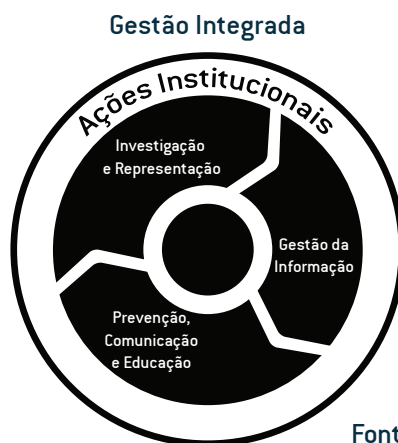 Gestão Integrada
Ações Institucionais
Investigação
e Representação
Gestão da
Informação
Prevenção,
Comunicação
e Educação
Font